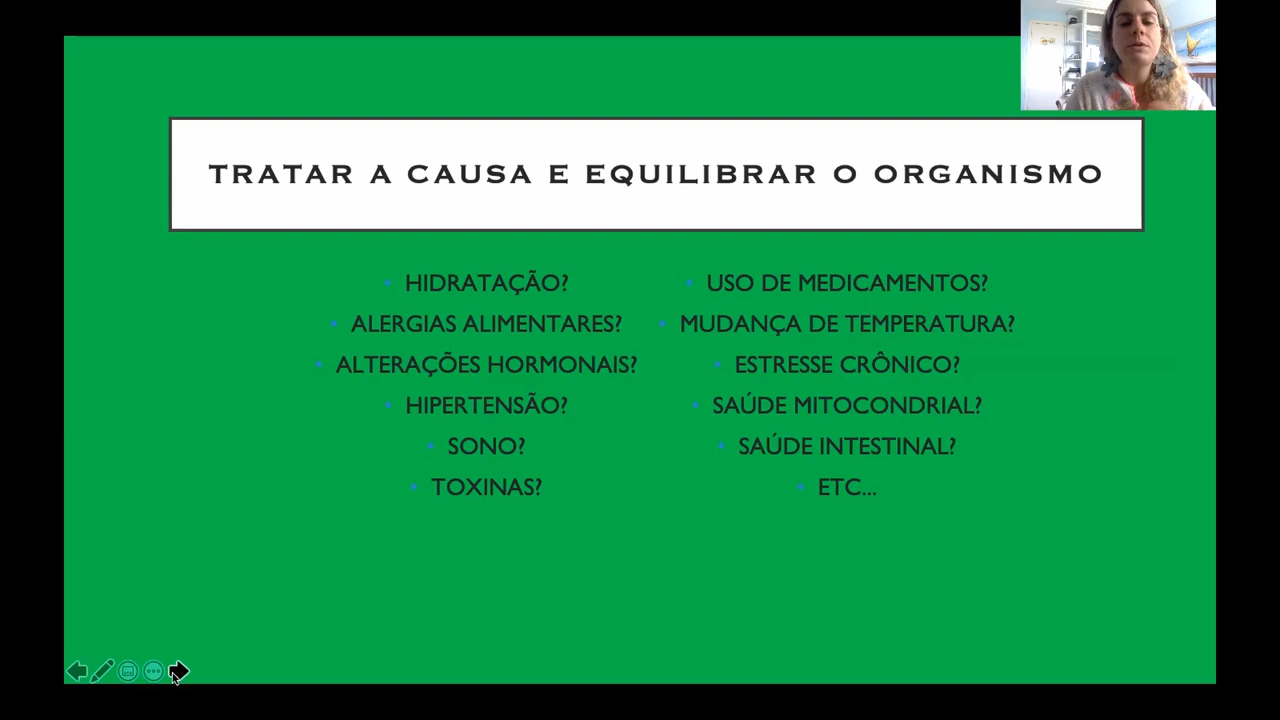 TRATAR A CAUSA E EQUILIBRAR O ORGANISMO
• HIDRATAÇÃO?
• ALERGIAS ALIMENTARES?
• ALTERAÇÕES HORMONAIS?
• HIPERTENSÃO?
• SONO?
• TOXINAS?
• USO DE MEDICAMENTOS?
• MUDANÇA DE TEMPERATURA?
• ESTRESSE CRÔNICO?
• SAÚDE MITOCONDRIAL?
• SAÚDE INTESTINAL?
• ETC...